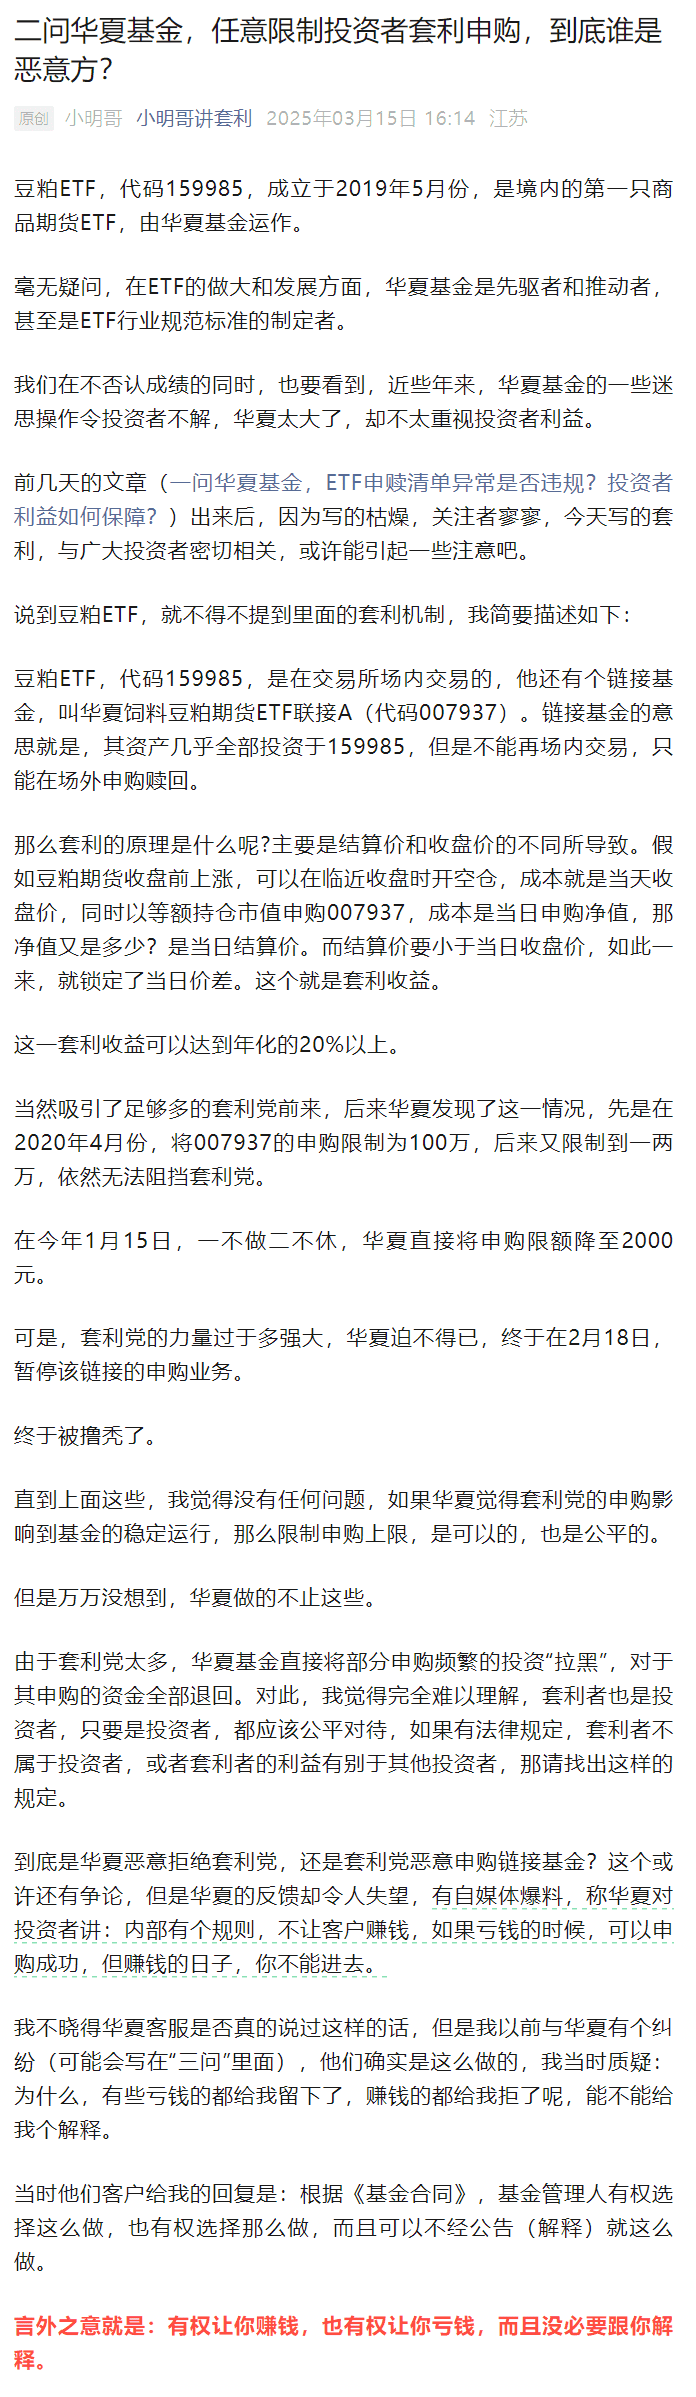 二问华夏基金，任意限制投资者套利申购，到底谁是
恶意方？
原创 小明哥 小明哥讲套利 2025年03月15日 16:14 江苏
豆粕ETF，代码159985，成立于2019年5月份，是境内的第一只商
品期货ETF，由华夏基金运作。
毫无疑问，在ETF的做大和发展方面，华夏基金是先驱者和推动者，
甚至是ETF行业规范标准的制定者。
我们在不否认成绩的同时，也要看到，近些年来，华夏基金的一些迷
思操作令投资者不解，华夏太大了，却不太重视投资者利益。
前几天的文章（一问华夏基金，ETF申赎清单异常是否违规？投资者
利益如何保障？）出来后，因为写的枯燥，关注者寥寥，今天写的套
利，与广大投资者密切相关，或许能引起一些注意吧。
说到豆粕ETF，就不得不提到里面的套利机制，我简要描述如下：
豆粕ETF，代码159985，是在交易所场内交易的，他还有个链接基
金，叫华夏饲料豆粕期货ETF联接A（代码007937）。链接基金的意
思就是，其资产几乎全部投资于159985，但是不能再场内交易，只
能在场外申购赎回。
那么套利的原理是什么呢?主要是结算价和收盘价的不同所导致。假
如豆粕期货收盘前上涨，可以在临近收盘时开空仓，成本就是当天收
盘价，同时以等额持仓市值申购007937，成本是当日申购净值，那
净值又是多少？是当日结算价。而结算价要小于当日收盘价，如此一
来，就锁定了当日价差。这个就是套利收益。
这一套利收益可以达到年化的20%以上。
当然吸引了足够多的套利党前来，后来华夏发现了这一情况，先是在
2020年4月份，将007937的申购限制为100万，后来又限制到一两
万，依然无法阻挡套利党。
在今年1月15日，一不做二不休，华夏直接将申购限额降至2000
元。
可是，套利党的力量过于多强大，华夏迫不得已，终于在2月18日，
暂停该链接的申购业务。
终于被撸秃了。
直到上面这些，我觉得没有任何问题，如果华夏觉得套利党的申购影
响到基金的稳定运行，那么限制申购上限，是可以的，也是公平的。
但是万万没想到，华夏做的不止这些。
由于套利党太多，华夏基金直接将部分申购频繁的投资“拉黑”，对于
其申购的资金全部退回。对此，我觉得完全难以理解，套利者也是投
资者，只要是投资者，都应该公平对待，如果有法律规定，套利者不
属于投资者，或者套利者的利益有别于其他投资者，那请找出这样的
规定。
到底是华夏恶意拒绝套利党，还是套利党恶意申购链接基金？这个或
许还有争论，但是华夏的反馈却令人失望，有自媒体爆料，称华夏对
投资者讲：内部有个规则，不让客户赚钱，如果亏钱的时候，可以申
购成功，但赚钱的日子，你不能进去。
我不晓得华夏客服是否真的说过这样的话，但是我以前与华夏有个纠
纷（可能会写在“三问”里面），他们确实是这么做的，我当时质疑：
为什么，有些亏钱的都给我留下了，赚钱的都给我拒了呢，能不能给
我个解释。
当时他们客户给我的回复是：根据《基金合同》，基金管理人有权选
择这么做，也有权选择那么做，而且可以不经公告（解释）就这么
做。
言外之意就是：有权让你赚钱，也有权让你亏钱，而且没必要跟你解
释。